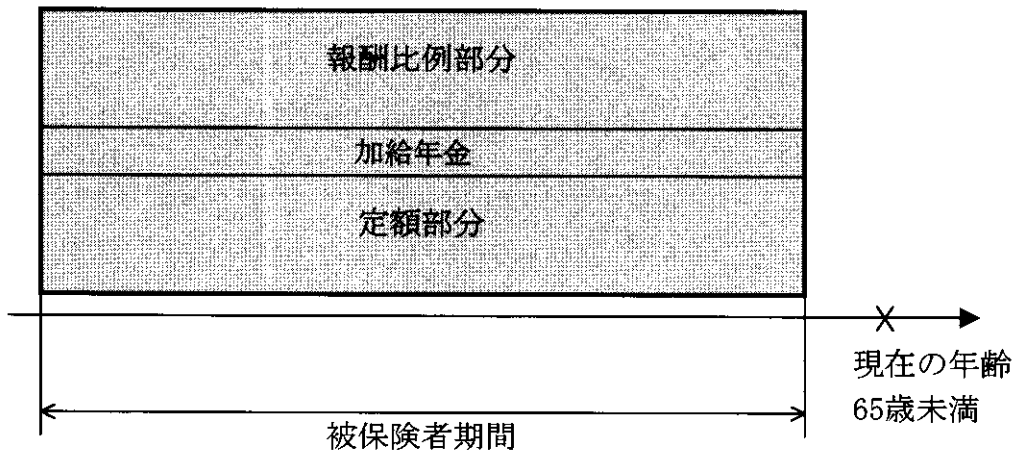 報酬比例部分
加給年金
定額部分
現在の年齢
65歳未満
被保険者期間